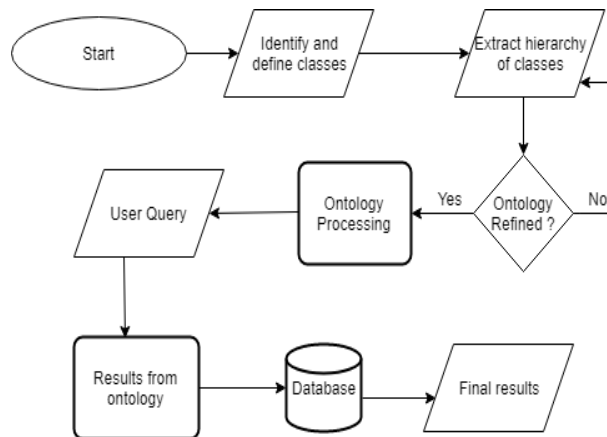 Start
Identify and
define classes
Extract hierarchy
of classes
Ontology
Refined ?
Yes
No
Ontology
Processing
User Query
Results from
ontology
Database
Final results